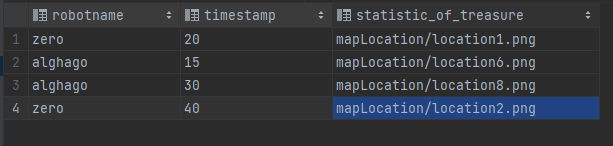 robotname timestamp statistic_of_treasure
1 zero 20 mapLocation/location1.png
2 alghago 15 mapLocation/location6.png
3 alghago 30 mapLocation/location8.png
4 zero 40 mapLocation/location2.png